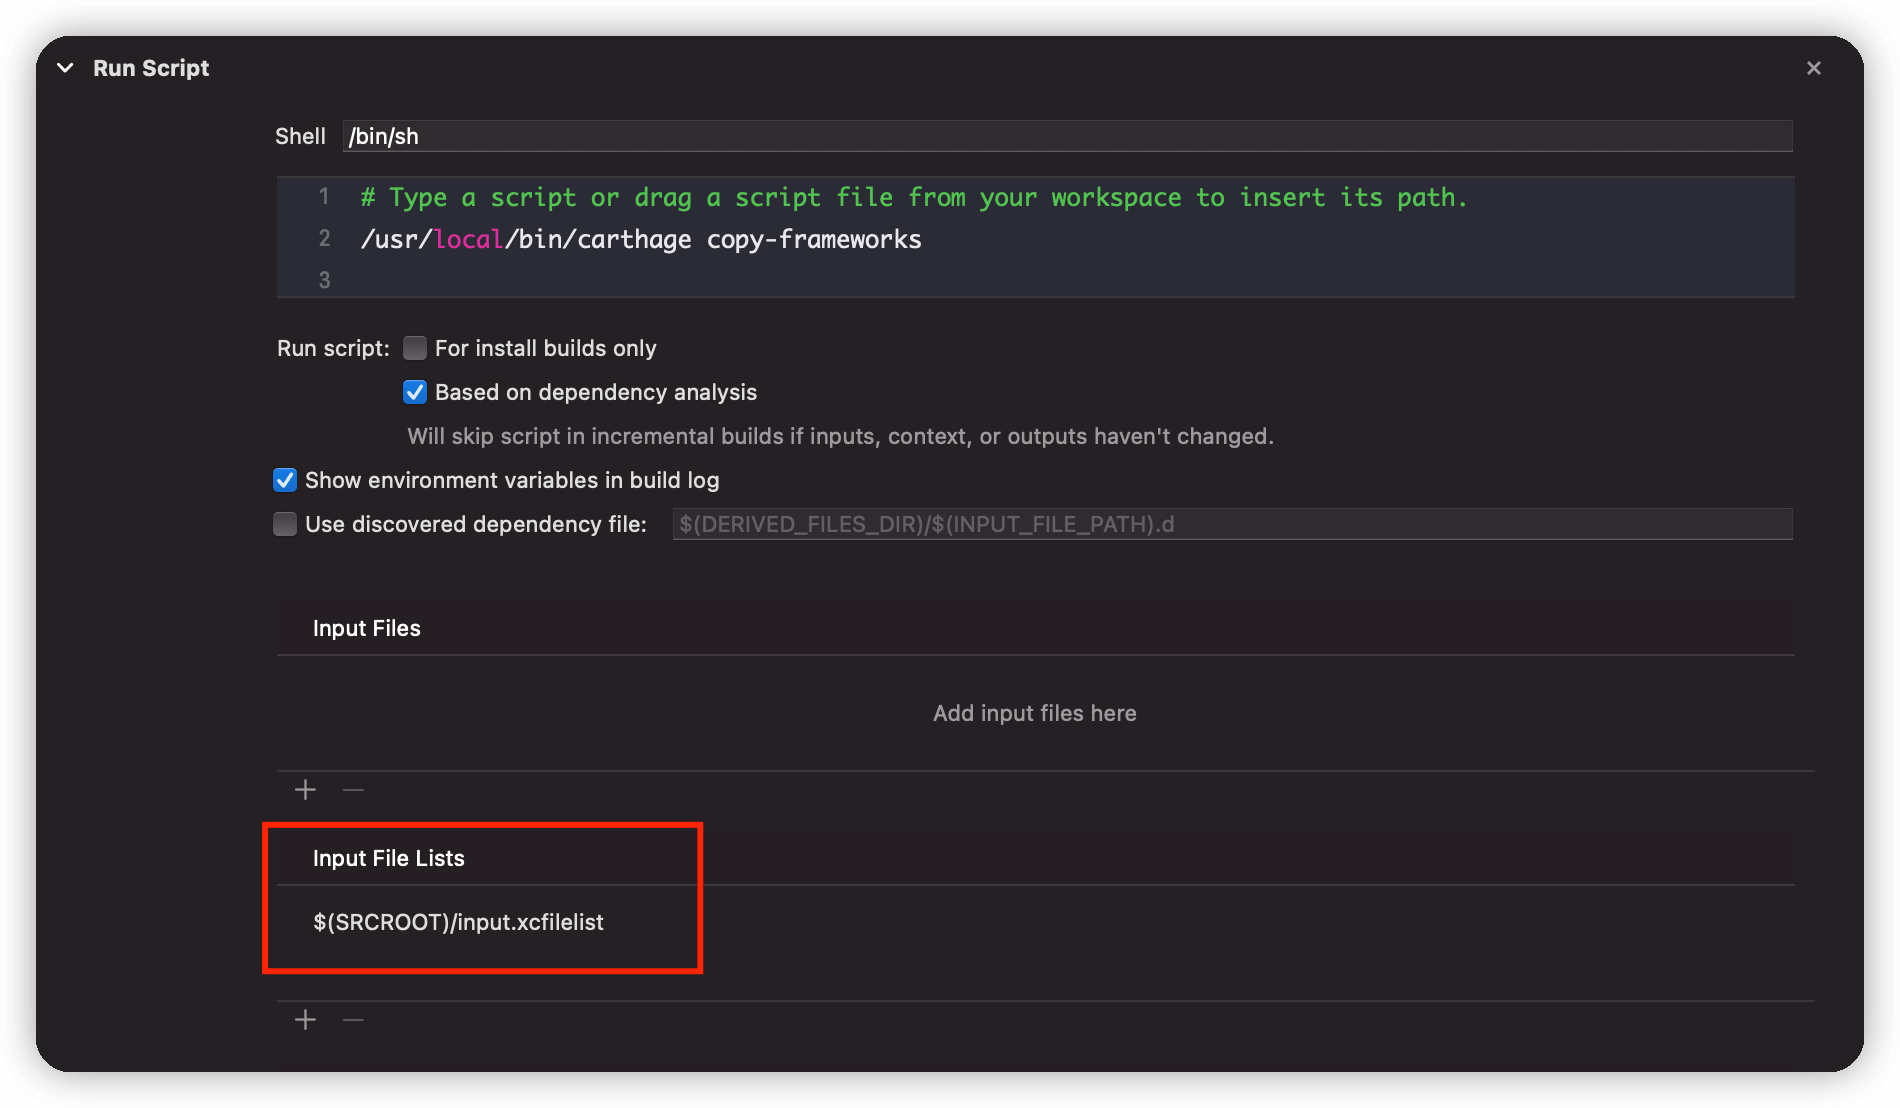 Run Script
Shell /bin/sh
1 # Type a script or drag a script file from your workspace to insert its path.
2 /usr/local/bin/carthage copy-frameworks
3
Run script: For install builds only
Based on dependency analysis
Will skip script in incremental builds if inputs, context, or outputs haven't changed.
Show environment variables in build log
Use discovered dependency file: $(DERIVED_FILES_DIR)/$(INPUT_FILE_PATH).d
Input Files
Add input files here
Input File Lists
$(SRCROOT)/input.xcfilelist